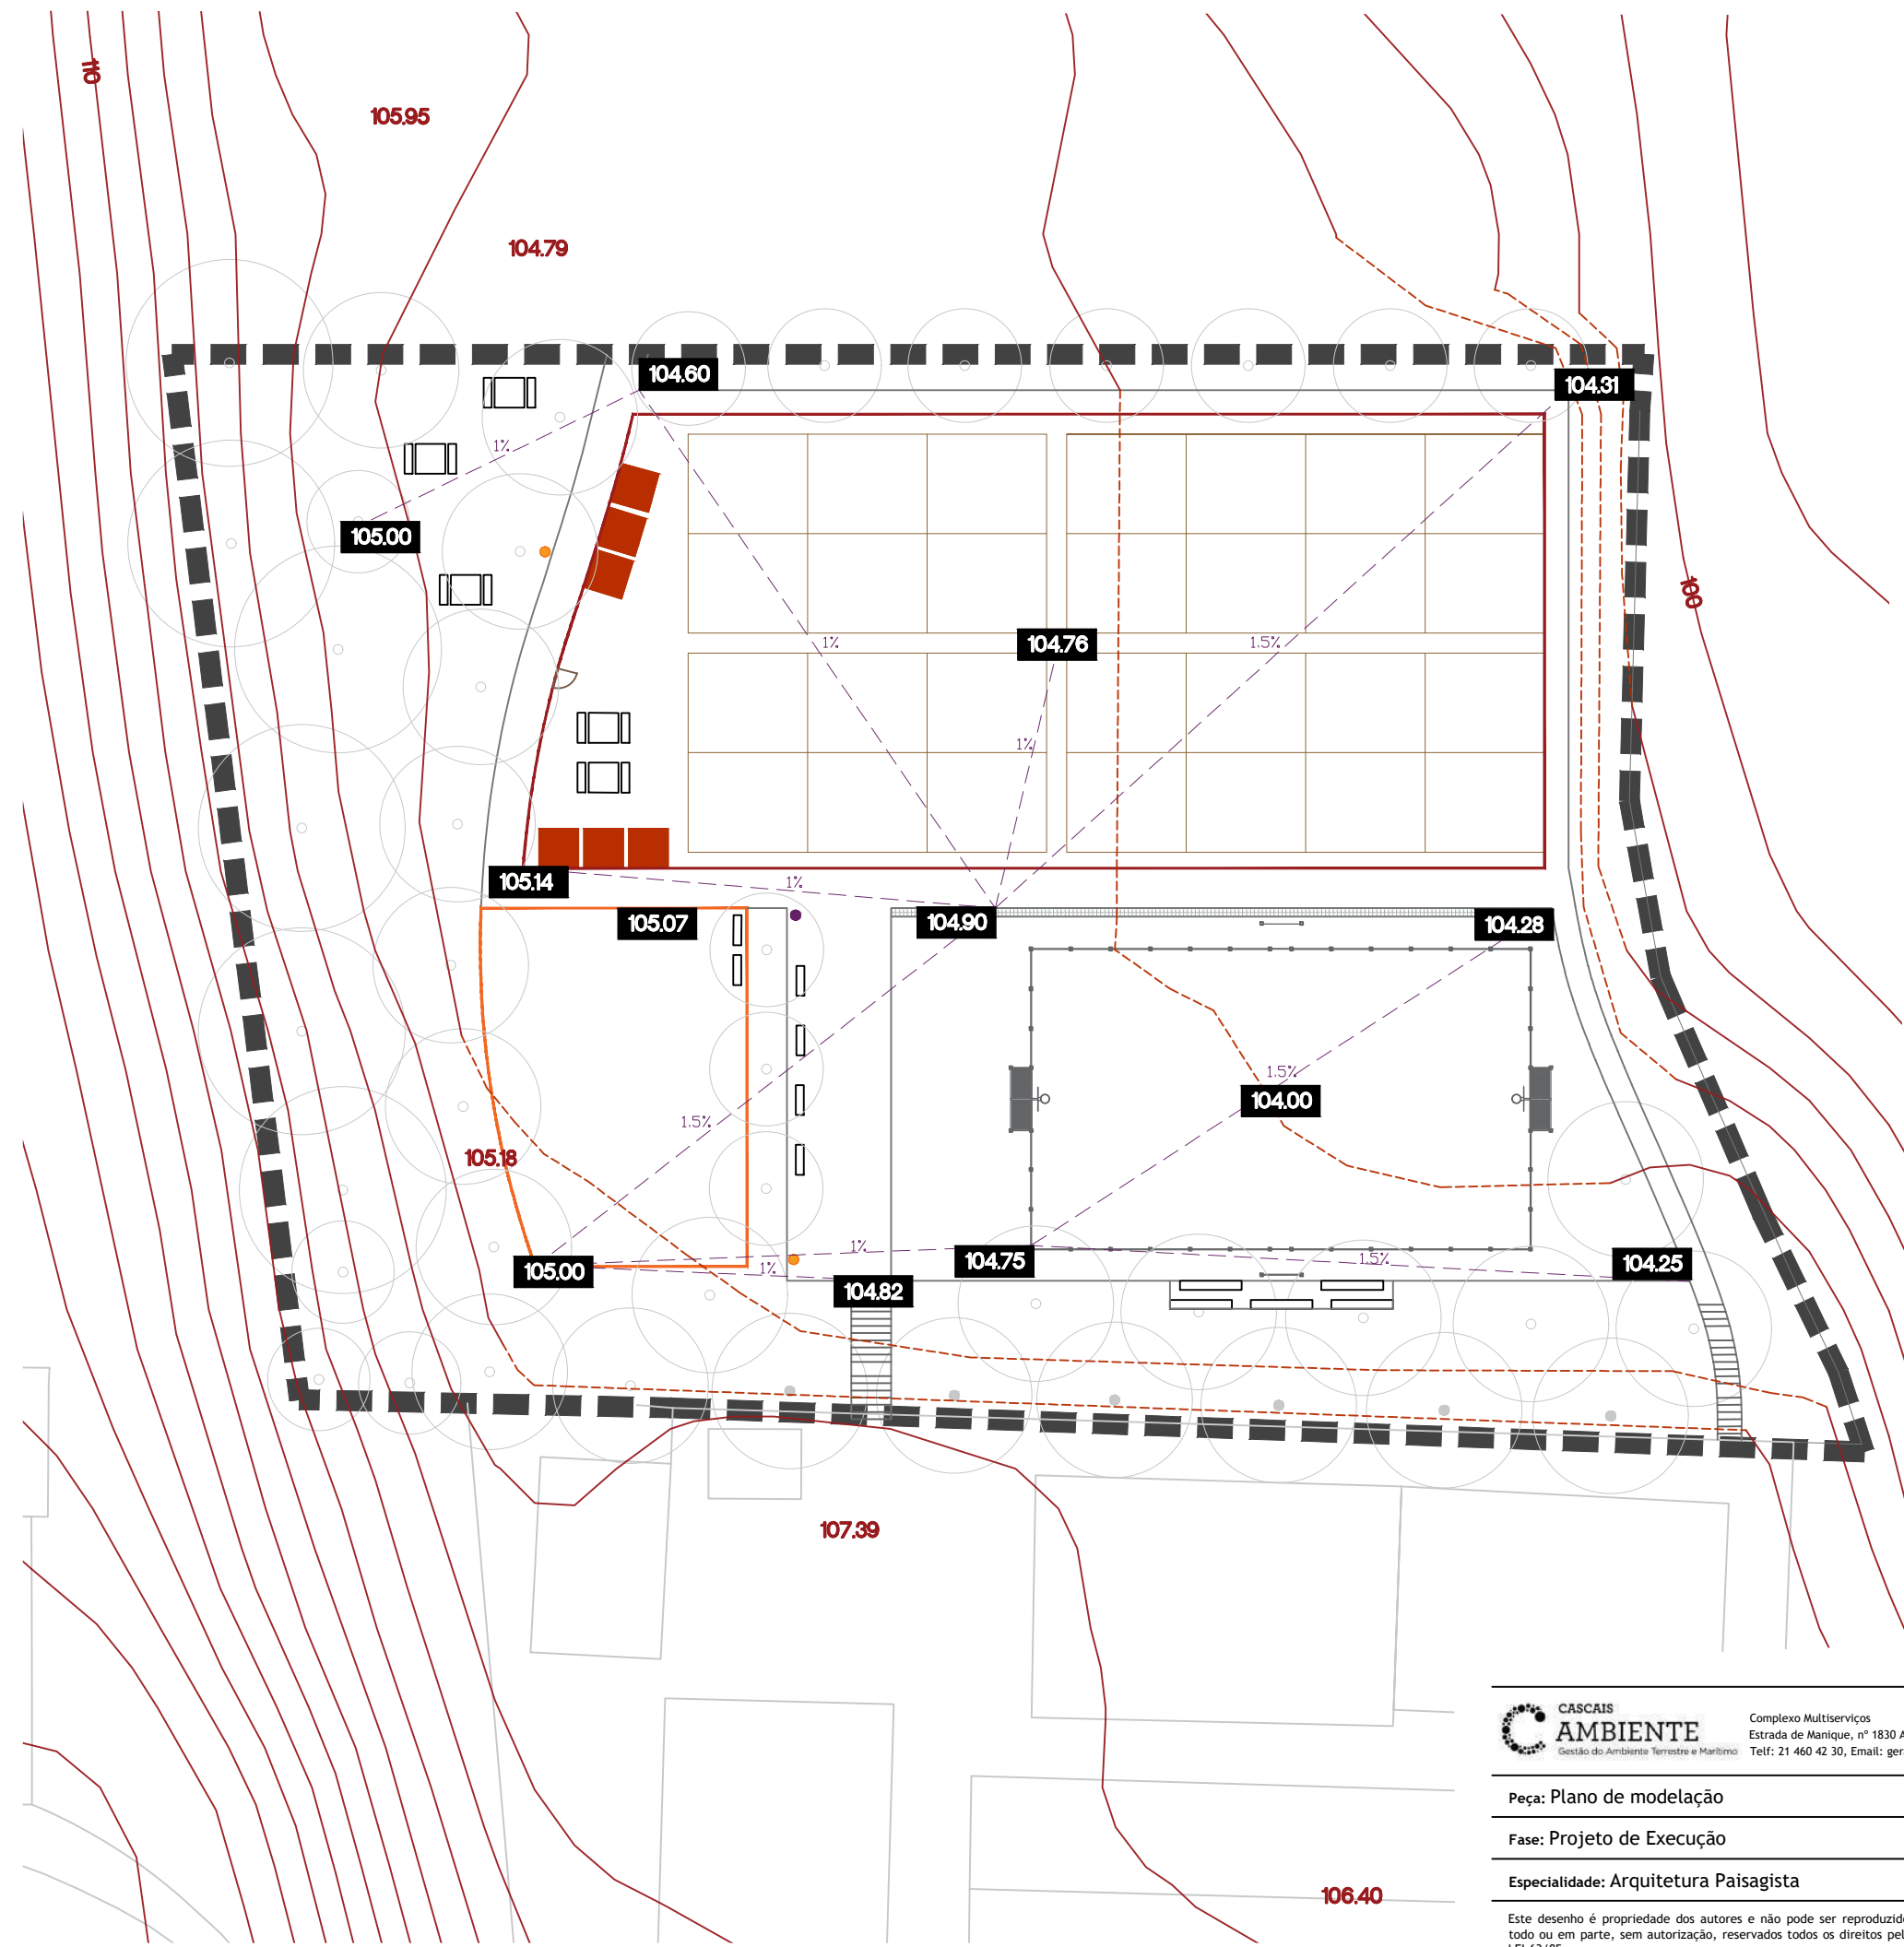 110
105.95
104.79
104.60
104.31
1%
105.00
100
1%
104.76
1.5%
1%
105.14
1%
105.07
104.90
104.28
1.5%
104.00
1.5%
105.18
1%
104.75
1.5%
104.25
105.00
1%
104.82
107.39
106.40
CASCAIS
AMBIENTE
Gestão do Ambiente Terrestre e Marítimo
Complexo Multiserviços
Estrada de Manique, nº 1830 A
Telf: 21 460 42 30, Email: ger
Peça: Plano de modelação
Fase: Projeto de Execução
Especialidade: Arquitetura Paisagista
Este desenho é propriedade dos autores e não pode ser reproduzid
todo ou em parte, sem autorização, reservados todos os direitos pel